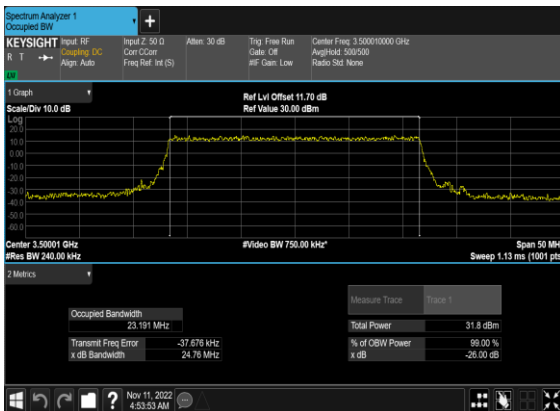 Spectrum Analyzer 1
Occupied BW
KEYSIGHT
R T
LV
Input: RF
Coupling: DC
Align: Auto
Input Z: 50 Ω
Corr CCorr
Freq Ref: Int (S)
Atten: 30 dB
Trig: Free Run
Gate: Off
#IF Gain: Low
Center Freq: 3.500010000 GHz
Avg|Hold: 500/500
Radio Std: None
1 Graph
Scale/Div 10.0 dB
Ref Lvl Offset 11.70 dB
Ref Value 30.00 dBm
Log
20.0
10.0
0.00
-10.0
-20.0
-30.0
-40.0
-50.0
-60.0
Center 3.50001 GHz
#Res BW 240.00 kHz
#Video BW 750.00 kHz*
Span 50 MH
Sweep 1.13 ms (1001 pts
2 Metrics
Measure Trace
Trace 1
Occupied Bandwidth
23.191 MHz
Total Power
31.8 dBm
Transmit Freq Error
-37.676 kHz
% of OBW Power
99.00 %
x dB Bandwidth
24.76 MHz
x dB
-26.00 dB
?
Nov 11, 2022
4:53:53 AM